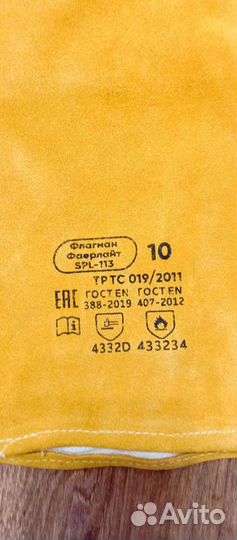 Флагман
Фаерлайт
SPL-113
10
ТР ТС 019/2011
EAC ГОСТ EN ГОСТ EN
388-2019 407-2012
4332D 433234
Avito